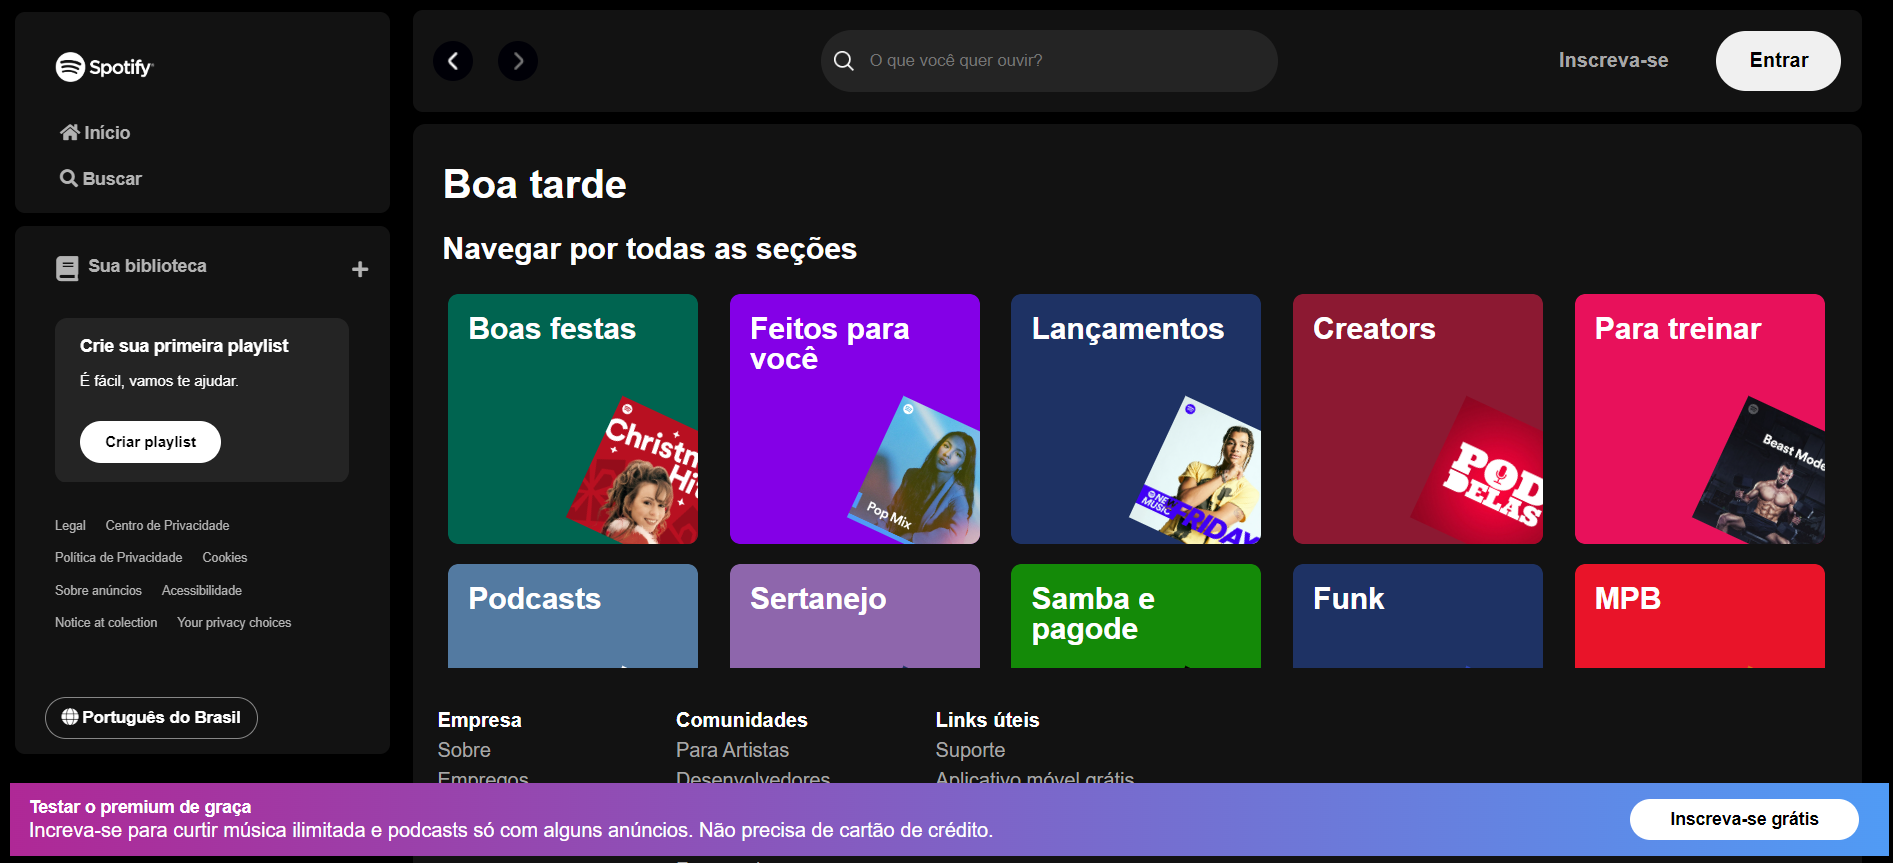 Spotify
Início
Buscar
Sua biblioteca
Crie sua primeira playlist
É fácil, vamos te ajudar.
Criar playlist
Legal Centro de Privacidade
Política de Privacidade Cookies
Sobre anúncios Acessibilidade
Notice at colection Your privacy choices
Português do Brasil
O que você quer ouvir?
Inscreva-se
Entrar
Boa tarde
Navegar por todas as seções
Boas festas
Christm
Hit
Feitos para
você
Pop Mix
Lançamentos
NEW
MUSIC
FRIDAY
Creators
POD
DELAS
Para treinar
Beast Mode
Podcasts
Sertanejo
Samba e
pagode
Funk
MPB
Empresa
Sobre
Empregos
Comunidades
Para Artistas
Desenvolvedores
Links úteis
Suporte
Aplicativo móvel grátis
Testar o premium de graça
Increva-se para curtir música ilimitada e podcasts só com alguns anúncios. Não precisa de cartão de crédito.
Inscreva-se grátis